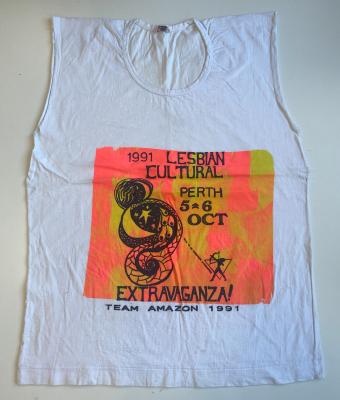 1991 LESBIAN
CULTURAL
PERTH
5 & 6
OCT
EXTRAVAGANZA!
TEAM AMAZON 1991